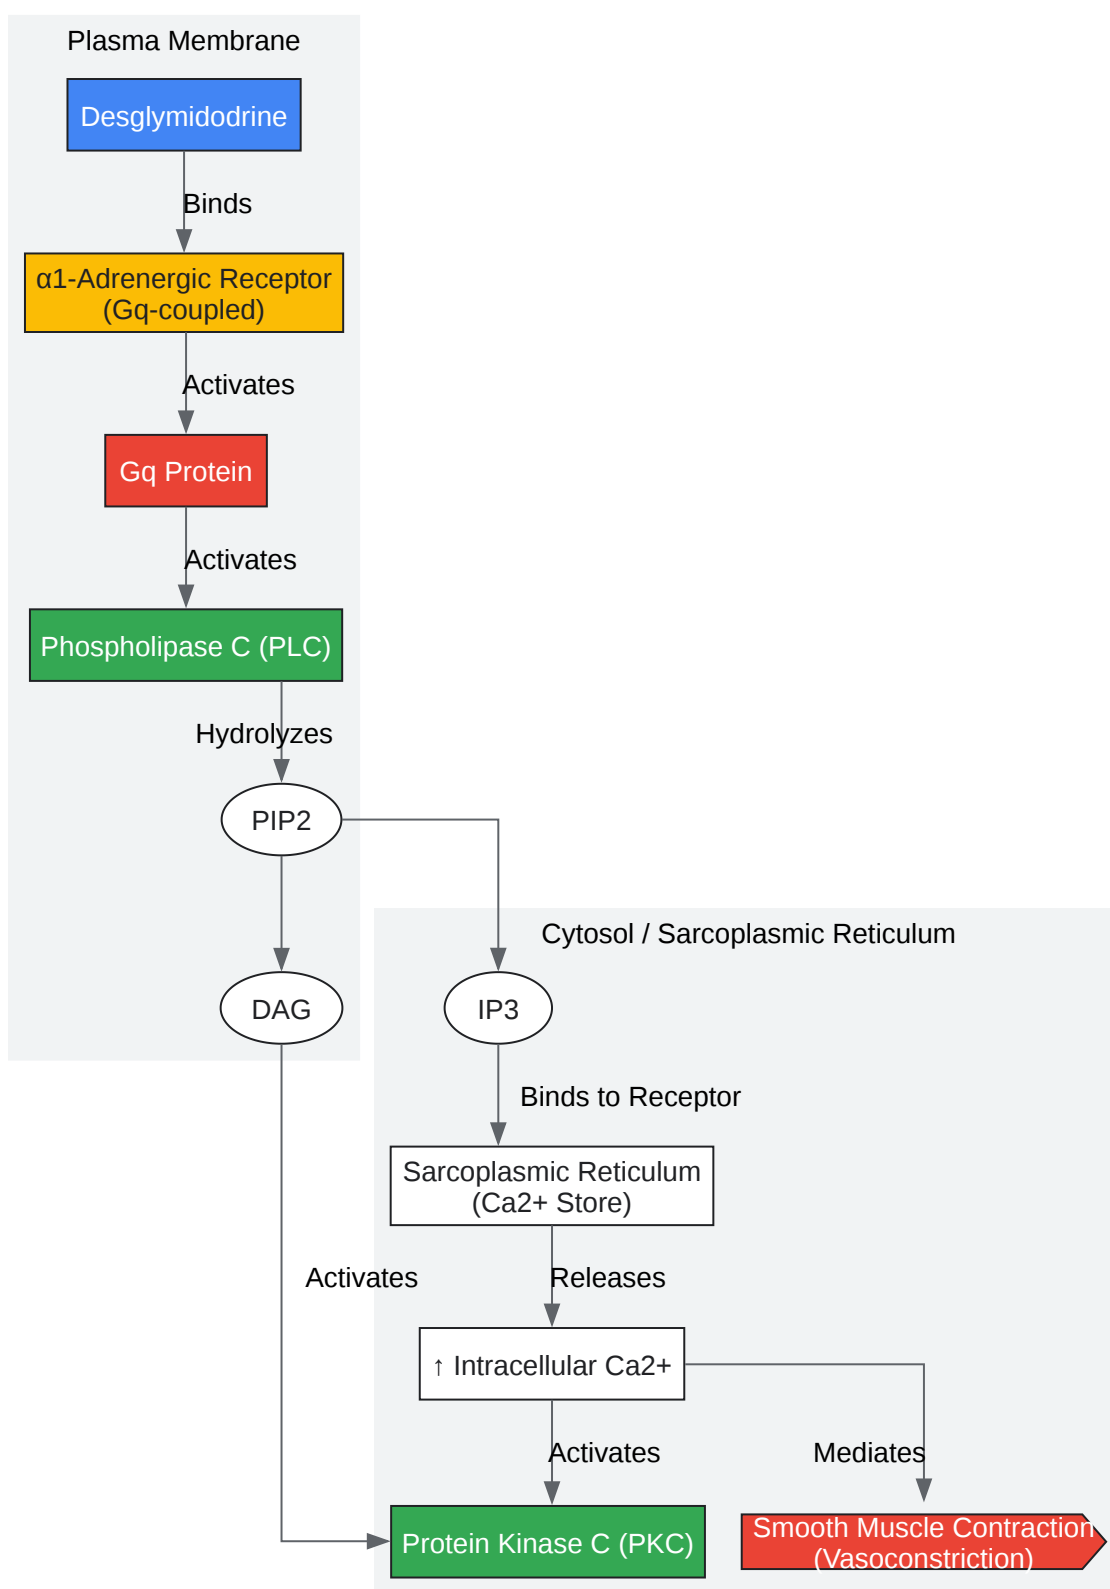 Plasma Membrane
Desglymidodrine
Binds
α1-Adrenergic Receptor
(Gq-coupled)
Activates
Gq Protein
Activates
Phospholipase C (PLC)
Hydrolyzes
PIP2
DAG
Cytosol / Sarcoplasmic Reticulum
IP3
Binds to Receptor
Sarcoplasmic Reticulum
(Ca2+ Store)
Activates
Releases
↑ Intracellular Ca2+
Activates
Mediates
Protein Kinase C (PKC)
Smooth Muscle Contraction
(Vasoconstriction)